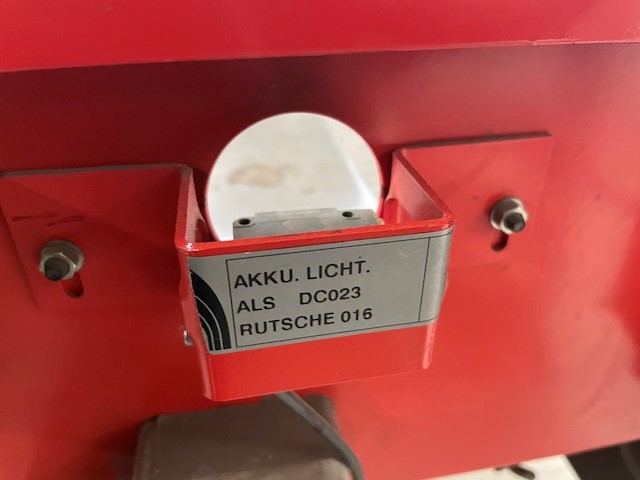 AKKU. LICHT.
ALS DC023
RUTSCHE 016